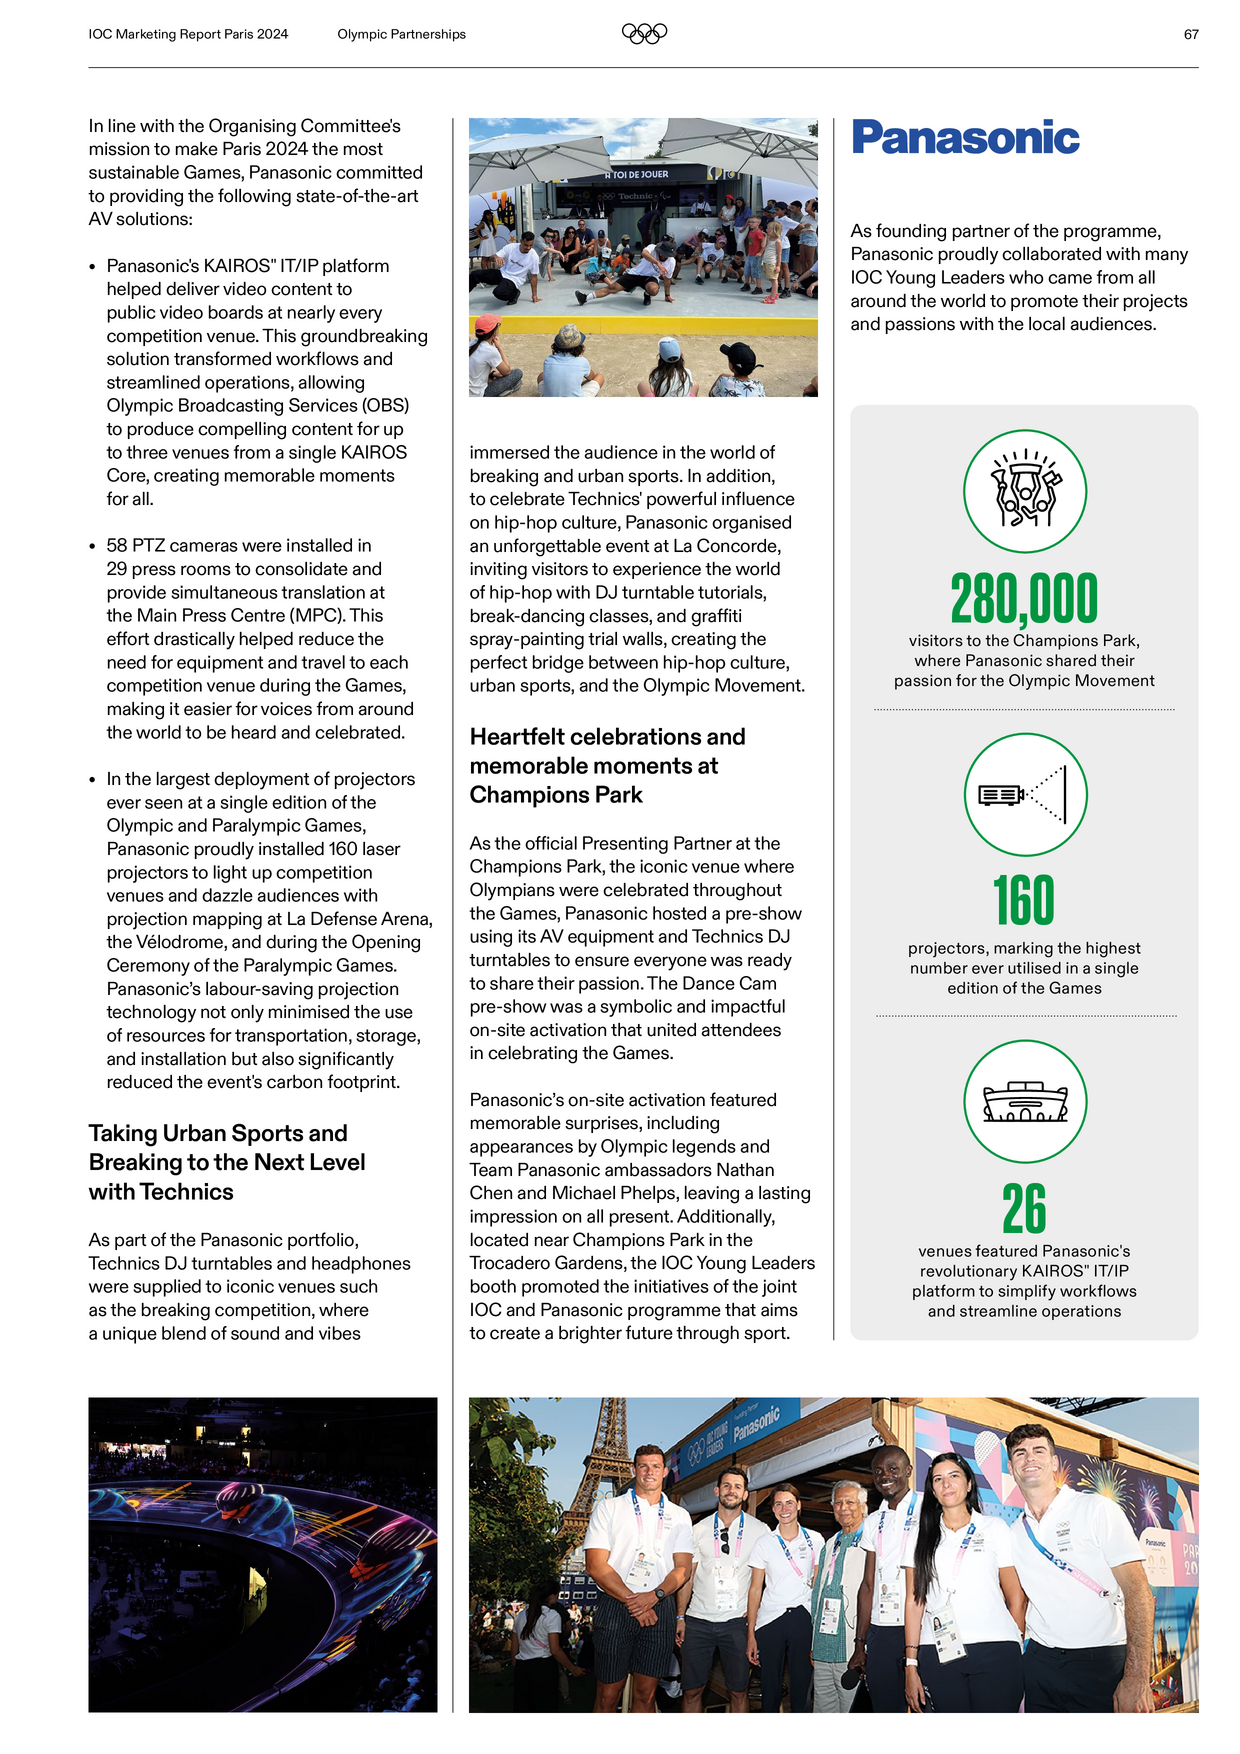 IOC Marketing Report Paris 2024
Olympic Partnerships
67
In line with the Organising Committee's
mission to make Paris 2024 the most
sustainable Games, Panasonic committed
to providing the following state-of-the-art
AV solutions:
• Panasonic's KAIROS" IT/IP platform
helped deliver video content to
public video boards at nearly every
competition venue. This groundbreaking
solution transformed workflows and
streamlined operations, allowing
Olympic Broadcasting Services (OBS)
to produce compelling content for up
to three venues from a single KAIROS
Core, creating memorable moments
for all.
• 58 PTZ cameras were installed in
29 press rooms to consolidate and
provide simultaneous translation at
the Main Press Centre (MPC). This
effort drastically helped reduce the
need for equipment and travel to each
competition venue during the Games,
making it easier for voices from around
the world to be heard and celebrated.
• In the largest deployment of projectors
ever seen at a single edition of the
Olympic and Paralympic Games,
Panasonic proudly installed 160 laser
projectors to light up competition
venues and dazzle audiences with
projection mapping at La Defense Arena,
the Vélodrome, and during the Opening
Ceremony of the Paralympic Games.
Panasonic’s labour-saving projection
technology not only minimised the use
of resources for transportation, storage,
and installation but also significantly
reduced the event's carbon footprint.
Taking Urban Sports and
Breaking to the Next Level
with Technics
As part of the Panasonic portfolio,
Technics DJ turntables and headphones
were supplied to iconic venues such
as the breaking competition, where
a unique blend of sound and vibes
À TOI DE JOUER
Technics
immersed the audience in the world of
breaking and urban sports. In addition,
to celebrate Technics' powerful influence
on hip-hop culture, Panasonic organised
an unforgettable event at La Concorde,
inviting visitors to experience the world
of hip-hop with DJ turntable tutorials,
break-dancing classes, and graffiti
spray-painting trial walls, creating the
perfect bridge between hip-hop culture,
urban sports, and the Olympic Movement.
Heartfelt celebrations and
memorable moments at
Champions Park
As the official Presenting Partner at the
Champions Park, the iconic venue where
Olympians were celebrated throughout
the Games, Panasonic hosted a pre-show
using its AV equipment and Technics DJ
turntables to ensure everyone was ready
to share their passion. The Dance Cam
pre-show was a symbolic and impactful
on-site activation that united attendees
in celebrating the Games.
Panasonic’s on-site activation featured
memorable surprises, including
appearances by Olympic legends and
Team Panasonic ambassadors Nathan
Chen and Michael Phelps, leaving a lasting
impression on all present. Additionally,
located near Champions Park in the
Trocadero Gardens, the IOC Young Leaders
booth promoted the initiatives of the joint
IOC and Panasonic programme that aims
to create a brighter future through sport.
Panasonic
As founding partner of the programme,
Panasonic proudly collaborated with many
IOC Young Leaders who came from all
around the world to promote their projects
and passions with the local audiences.
280,000
visitors to the Champions Park,
where Panasonic shared their
passion for the Olympic Movement
160
projectors, marking the highest
number ever utilised in a single
edition of the Games
26
venues featured Panasonic's
revolutionary KAIROS" IT/IP
platform to simplify workflows
and streamline operations
IOC YOUNG
LEADERS
Founding Partner
Panasonic
Panasonic